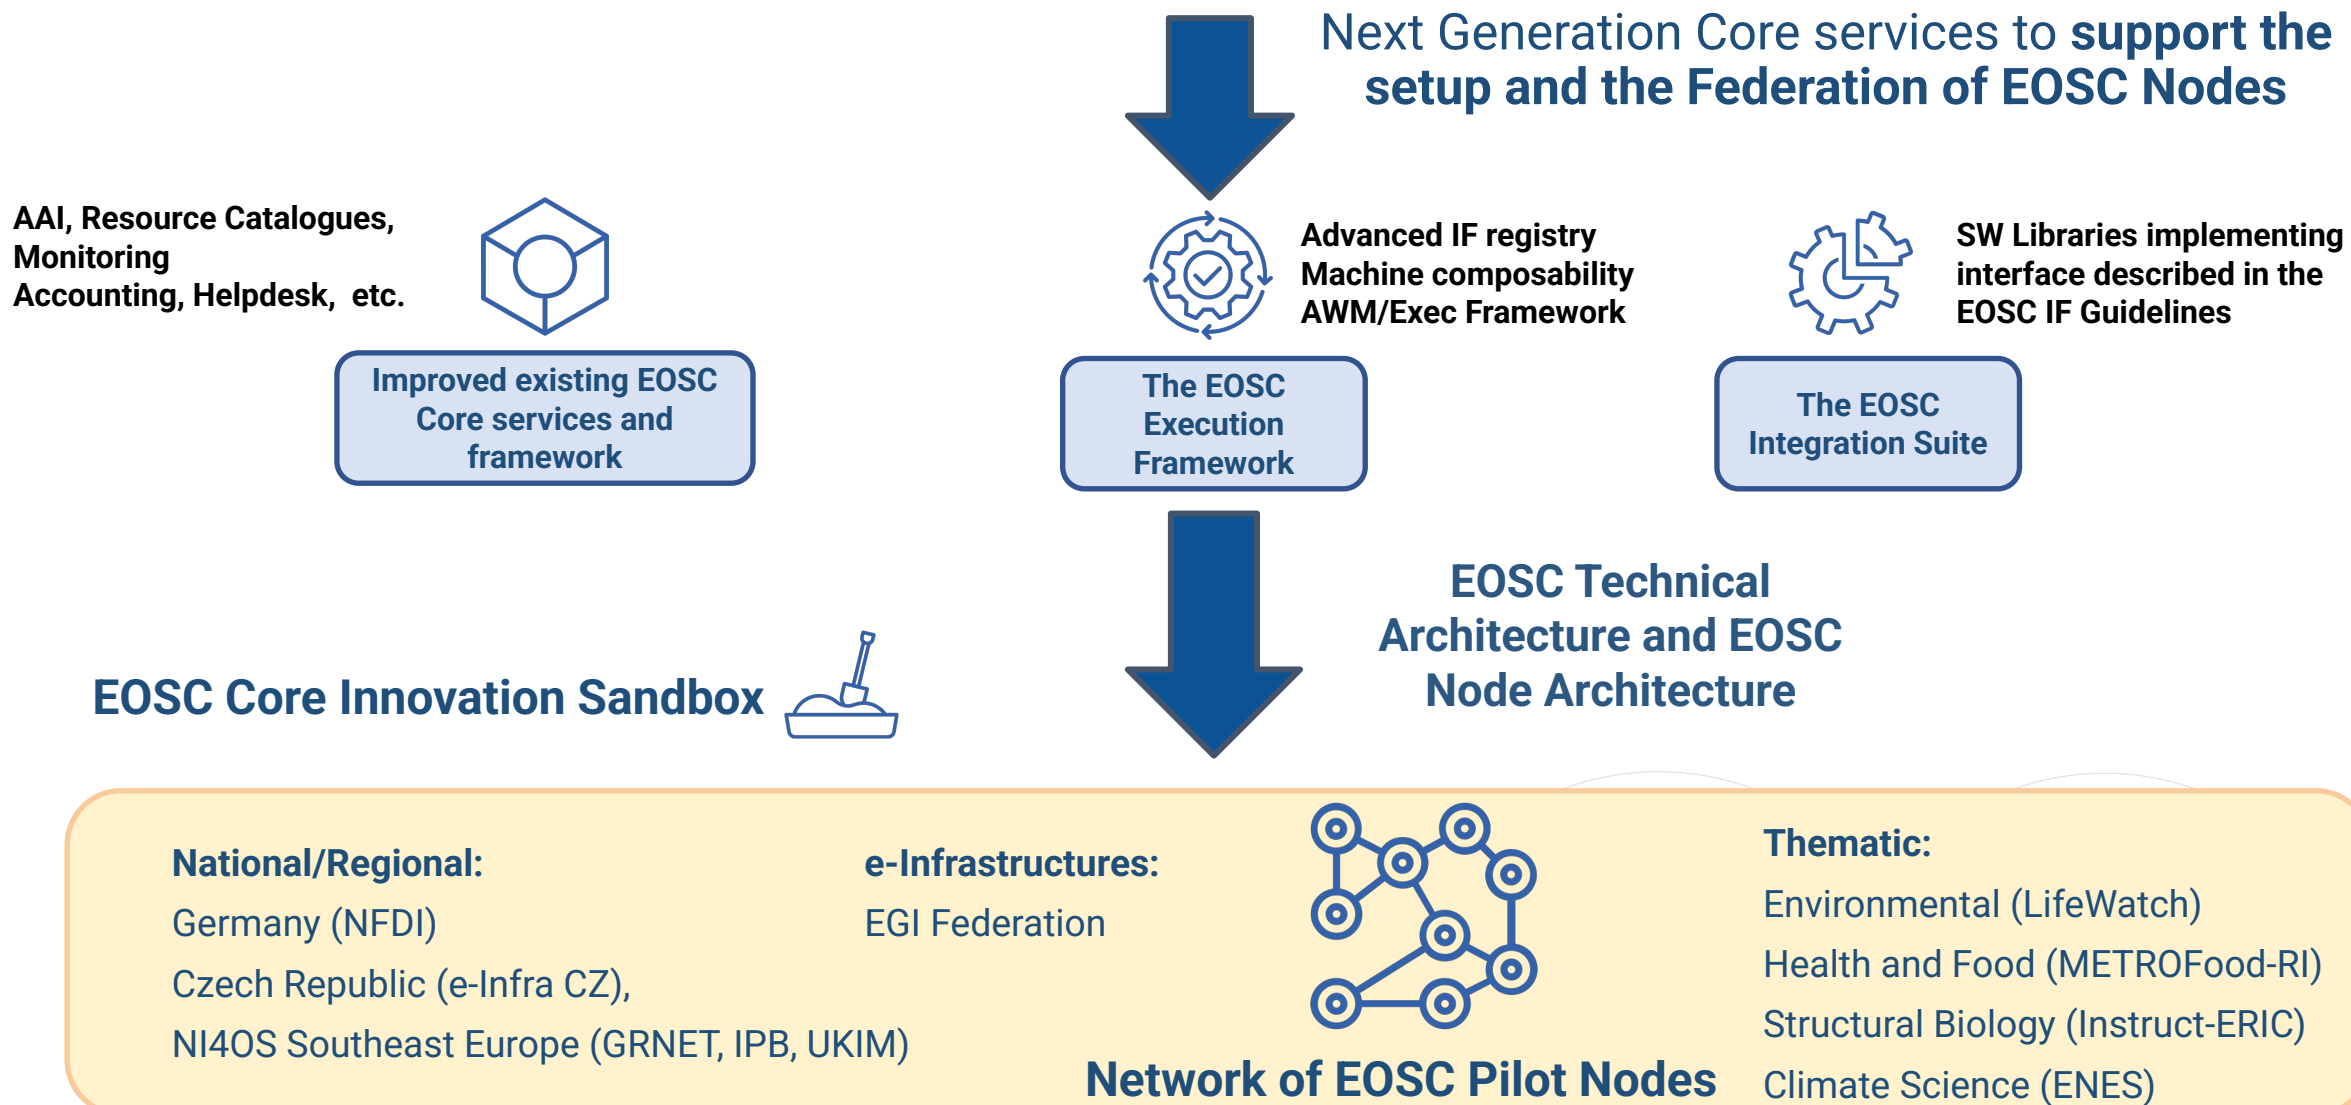 Next Generation Core services to support the
setup and the Federation of EOSC Nodes
AAI, Resource Catalogues,
Monitoring
Accounting, Helpdesk, etc.
Improved existing EOSC
Core services and
framework
Advanced IF registry
Machine composability
AWM/Exec Framework
The EOSC
Execution
Framework
SW Libraries implementing
interface described in the
EOSC IF Guidelines
The EOSC
Integration Suite
EOSC Technical
Architecture and EOSC
Node Architecture
EOSC Core Innovation Sandbox
National/Regional:
Germany (NFDI)
Czech Republic (e-Infra CZ),
NI4OS Southeast Europe (GRNET, IPB, UKIM)
e-Infrastructures:
EGI Federation
Network of EOSC Pilot Nodes
Thematic:
Environmental (LifeWatch)
Health and Food (METROFood-RI)
Structural Biology (Instruct-ERIC)
Climate Science (ENES)